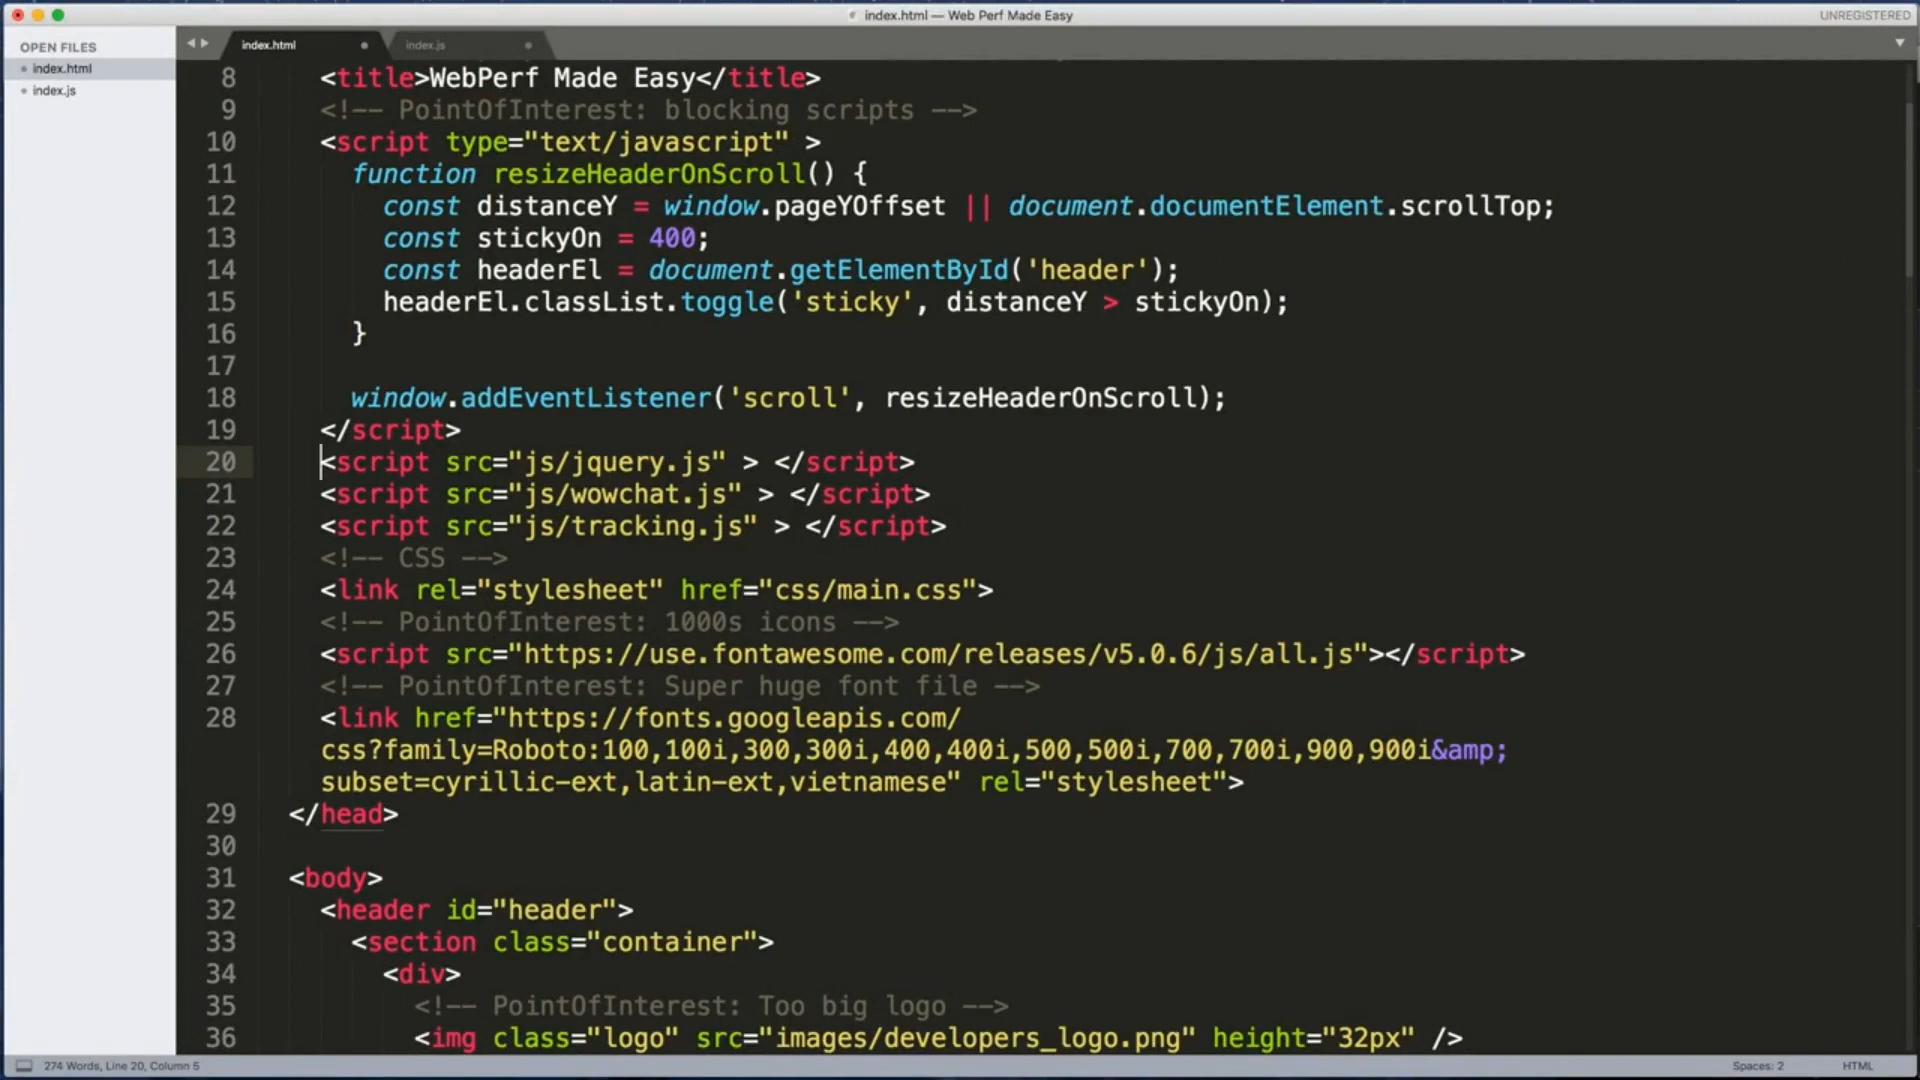 index.html — Web Perf Made Easy
UNREGISTERED
OPEN FILES
index.html
index.js
index.html
index.js
8 <title>WebPerf Made Easy</title>
9 <!-- PointOfInterest: blocking scripts -->
10 <script type="text/javascript" >
11 function resizeHeaderOnScroll() {
12 const distanceY = window.pageYOffset || document.documentElement.scrollTop;
13 const stickyOn = 400;
14 const headerEl = document.getElementById('header');
15 headerEl.classList.toggle('sticky', distanceY > stickyOn);
16 }
17
18 window.addEventListener('scroll', resizeHeaderOnScroll);
19 </script>
20 <script src="js/jquery.js" > </script>
21 <script src="js/wowchat.js" > </script>
22 <script src="js/tracking.js" > </script>
23 <!-- CSS -->
24 <link rel="stylesheet" href="css/main.css">
25 <!-- PointOfInterest: 1000s icons -->
26 <script src="https://use.fontawesome.com/releases/v5.0.6/js/all.js"></script>
27 <!-- PointOfInterest: Super huge font file -->
28 <link href="https://fonts.googleapis.com/
css?family=Roboto:100,100i,300,300i,400,400i,500,500i,700,700i,900,900i&amp;
subset=cyrillic-ext,latin-ext,vietnamese" rel="stylesheet">
29 </head>
30
31 <body>
32 <header id="header">
33 <section class="container">
34 <div>
35 <!-- PointOfInterest: Too big logo -->
36 <img class="logo" src="images/developers_logo.png" height="32px" />
274 Words, Line 20, Column 5
Spaces: 2
HTML